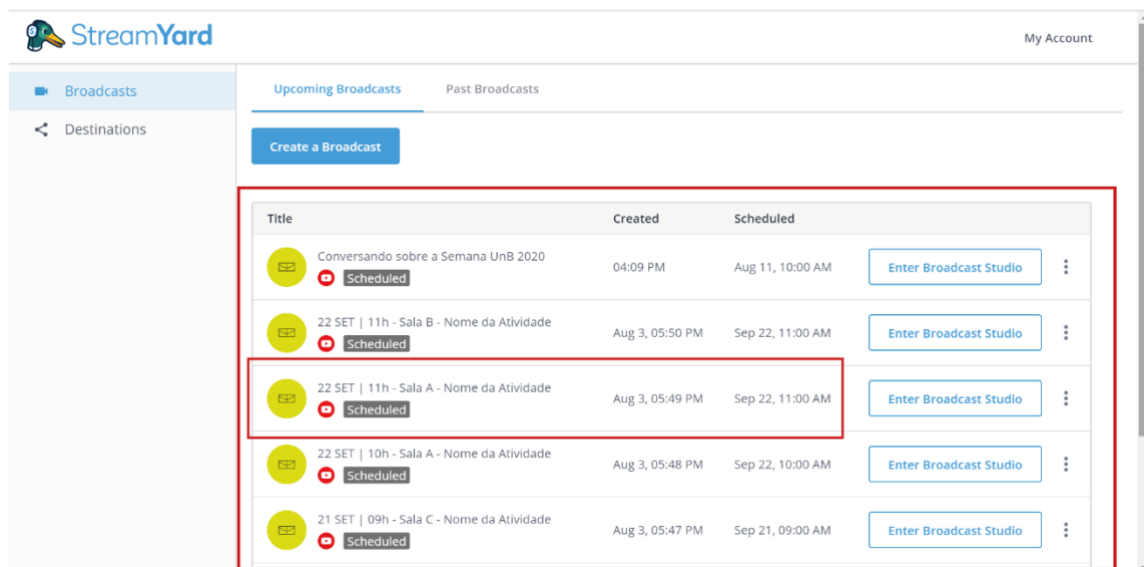 StreamYard
My Account
Broadcasts
Destinations
Upcoming Broadcasts Past Broadcasts
Create a Broadcast
Title Created Scheduled
Conversando sobre a Semana UnB 2020
Scheduled
04:09 PM Aug 11, 10:00 AM Enter Broadcast Studio
22 SET | 11h - Sala B - Nome da Atividade
Scheduled
Aug 3, 05:50 PM Sep 22, 11:00 AM Enter Broadcast Studio
22 SET | 11h - Sala A - Nome da Atividade
Scheduled
Aug 3, 05:49 PM Sep 22, 11:00 AM Enter Broadcast Studio
22 SET | 10h - Sala A - Nome da Atividade
Scheduled
Aug 3, 05:48 PM Sep 22, 10:00 AM Enter Broadcast Studio
21 SET | 09h - Sala C - Nome da Atividade
Scheduled
Aug 3, 05:47 PM Sep 21, 09:00 AM Enter Broadcast Studio